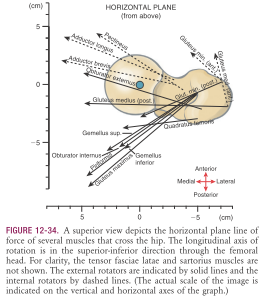 (cm)
HORIZONTAL PLANE
(from above)
5
0
−5
Adductor longus
Pectineus
Adductor brevis
Obturator externus
Gluteus min. (ant.)
Glut. min. (post.)
Gluteus medius (post.)
Quadratus femoris
Gemellus sup.
Obturator internus
Piriformis
Gluteus maximus
Gemellus
inferior
Anterior
Medial
Lateral
Posterior
5
0
−5
(cm)
FIGURE 12-34. A superior view depicts the horizontal plane line of
force of several muscles that cross the hip. The longitudinal axis of
rotation is in the superior-inferior direction through the femoral
head. For clarity, the tensor fasciae latae and sartorius muscles are
not shown. The external rotators are indicated by solid lines and the
internal rotators by dashed lines. (The actual scale of the image is
indicated on the vertical and horizontal axes of the graph.)